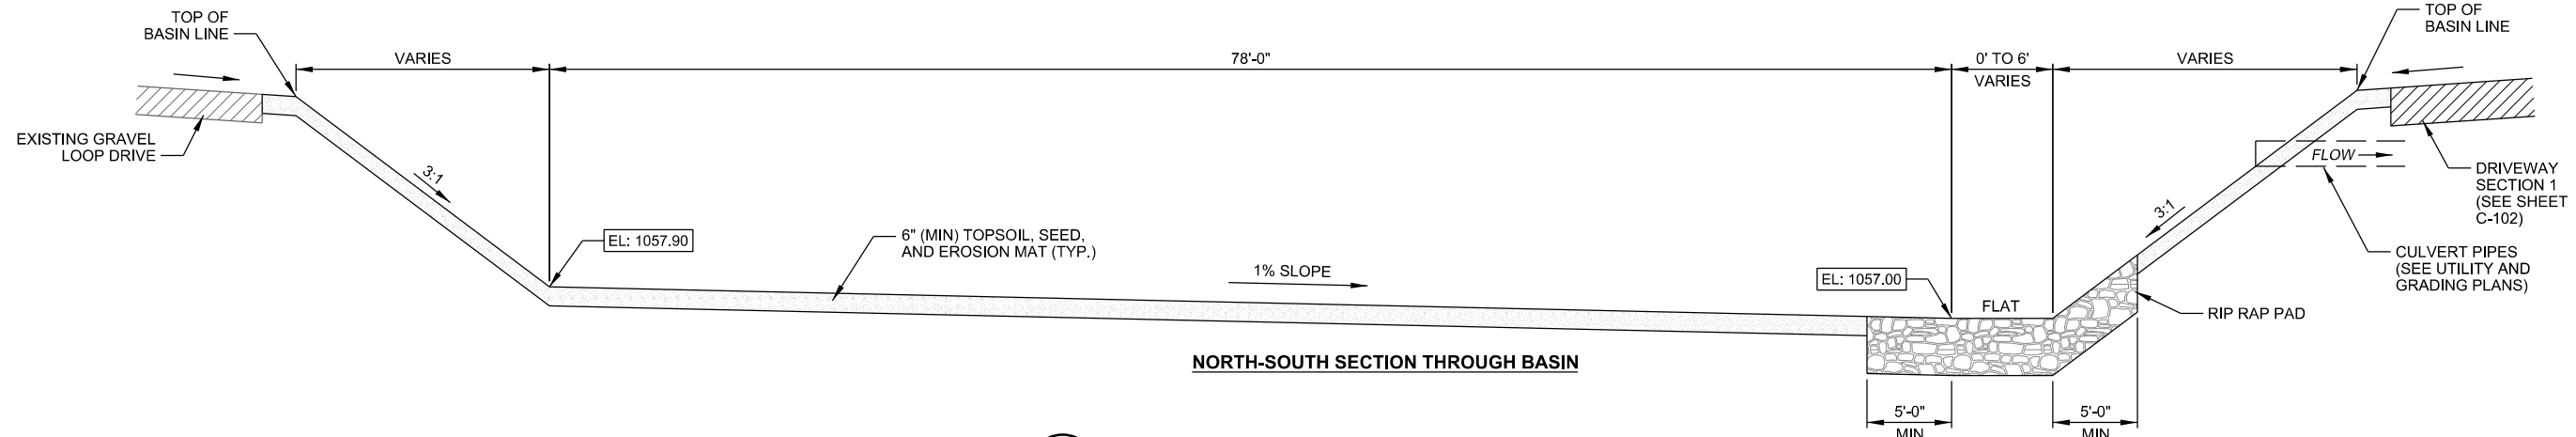 TOP OF
BASIN LINE
VARIES
78'-0"
0' TO 6'
VARIES
VARIES
TOP OF
BASIN LINE
EXISTING GRAVEL
LOOP DRIVE
3:1
EL: 1057.90
6" (MIN) TOPSOIL, SEED,
AND EROSION MAT (TYP.)
1% SLOPE
EL: 1057.00
FLAT
3:1
FLOW
DRIVEWAY
SECTION 1
(SEE SHEET
C-102)
CULVERT PIPES
(SEE UTILITY AND
GRADING PLANS)
RIP RAP PAD
NORTH-SOUTH SECTION THROUGH BASIN
5'-0"
MIN
5'-0"
MIN